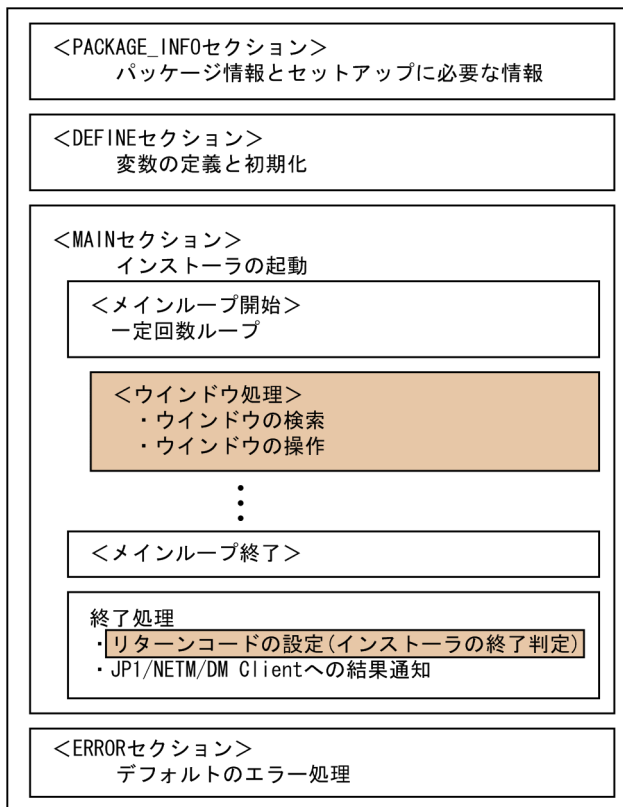 ＜PACKAGE_INFOセクション＞
パッケージ情報とセットアップに必要な情報
＜DEFINEセクション＞
変数の定義と初期化
＜MAINセクション＞
インストーラの起動
＜メインループ開始＞
一定回数ループ
＜ウインドウ処理＞
・ウインドウの検索
・ウインドウの操作
＜メインループ終了＞
終了処理
・リターンコードの設定(インストーラの終了判定)
・JP1/NETM/DM Clientへの結果通知
＜ERRORセクション＞
デフォルトのエラー処理